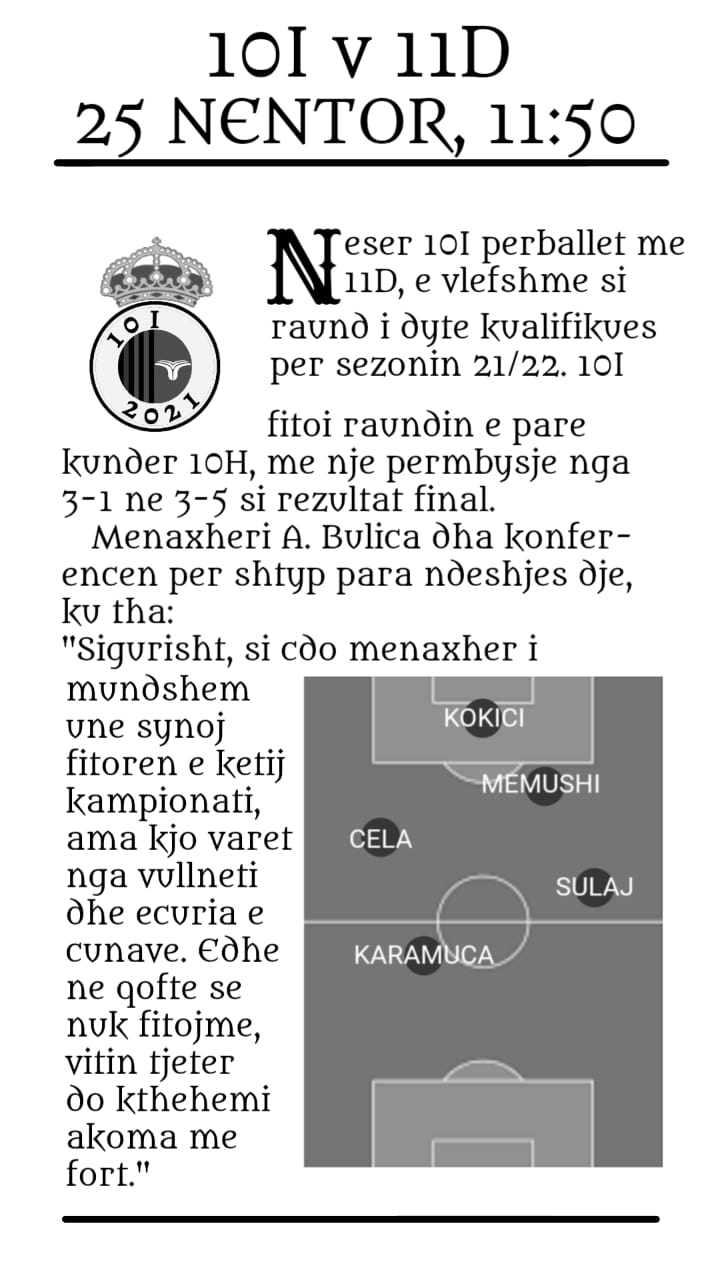 10I v 11D
25 NENTOR, 11:50
10I
2021
Neser 10I perballet me
11D, e vlefshme si
raund i dyte kualifikues
per sezonin 21/22. 10I
fitoi raundin e pare
kunder 10H, me nje permbysje nga
3-1 ne 3-5 si rezultat final.
Menaxheri A. Bulica dha konfer-
encen per shtyp para ndeshjes dje,
ku tha:
"Sigurisht, si cdo menaxher i
mundshem
une synoj
fitoren e ketij
kampionati,
ama kjo varet
nga vullneti
dhe ecuria e
cunave. Edhe
ne qofte se
nuk fitojme,
vitin tjeter
do kthehemi
akoma me
fort."
KOKICI
MEMUSHI
CELA
SULAJ
KARAMUCA